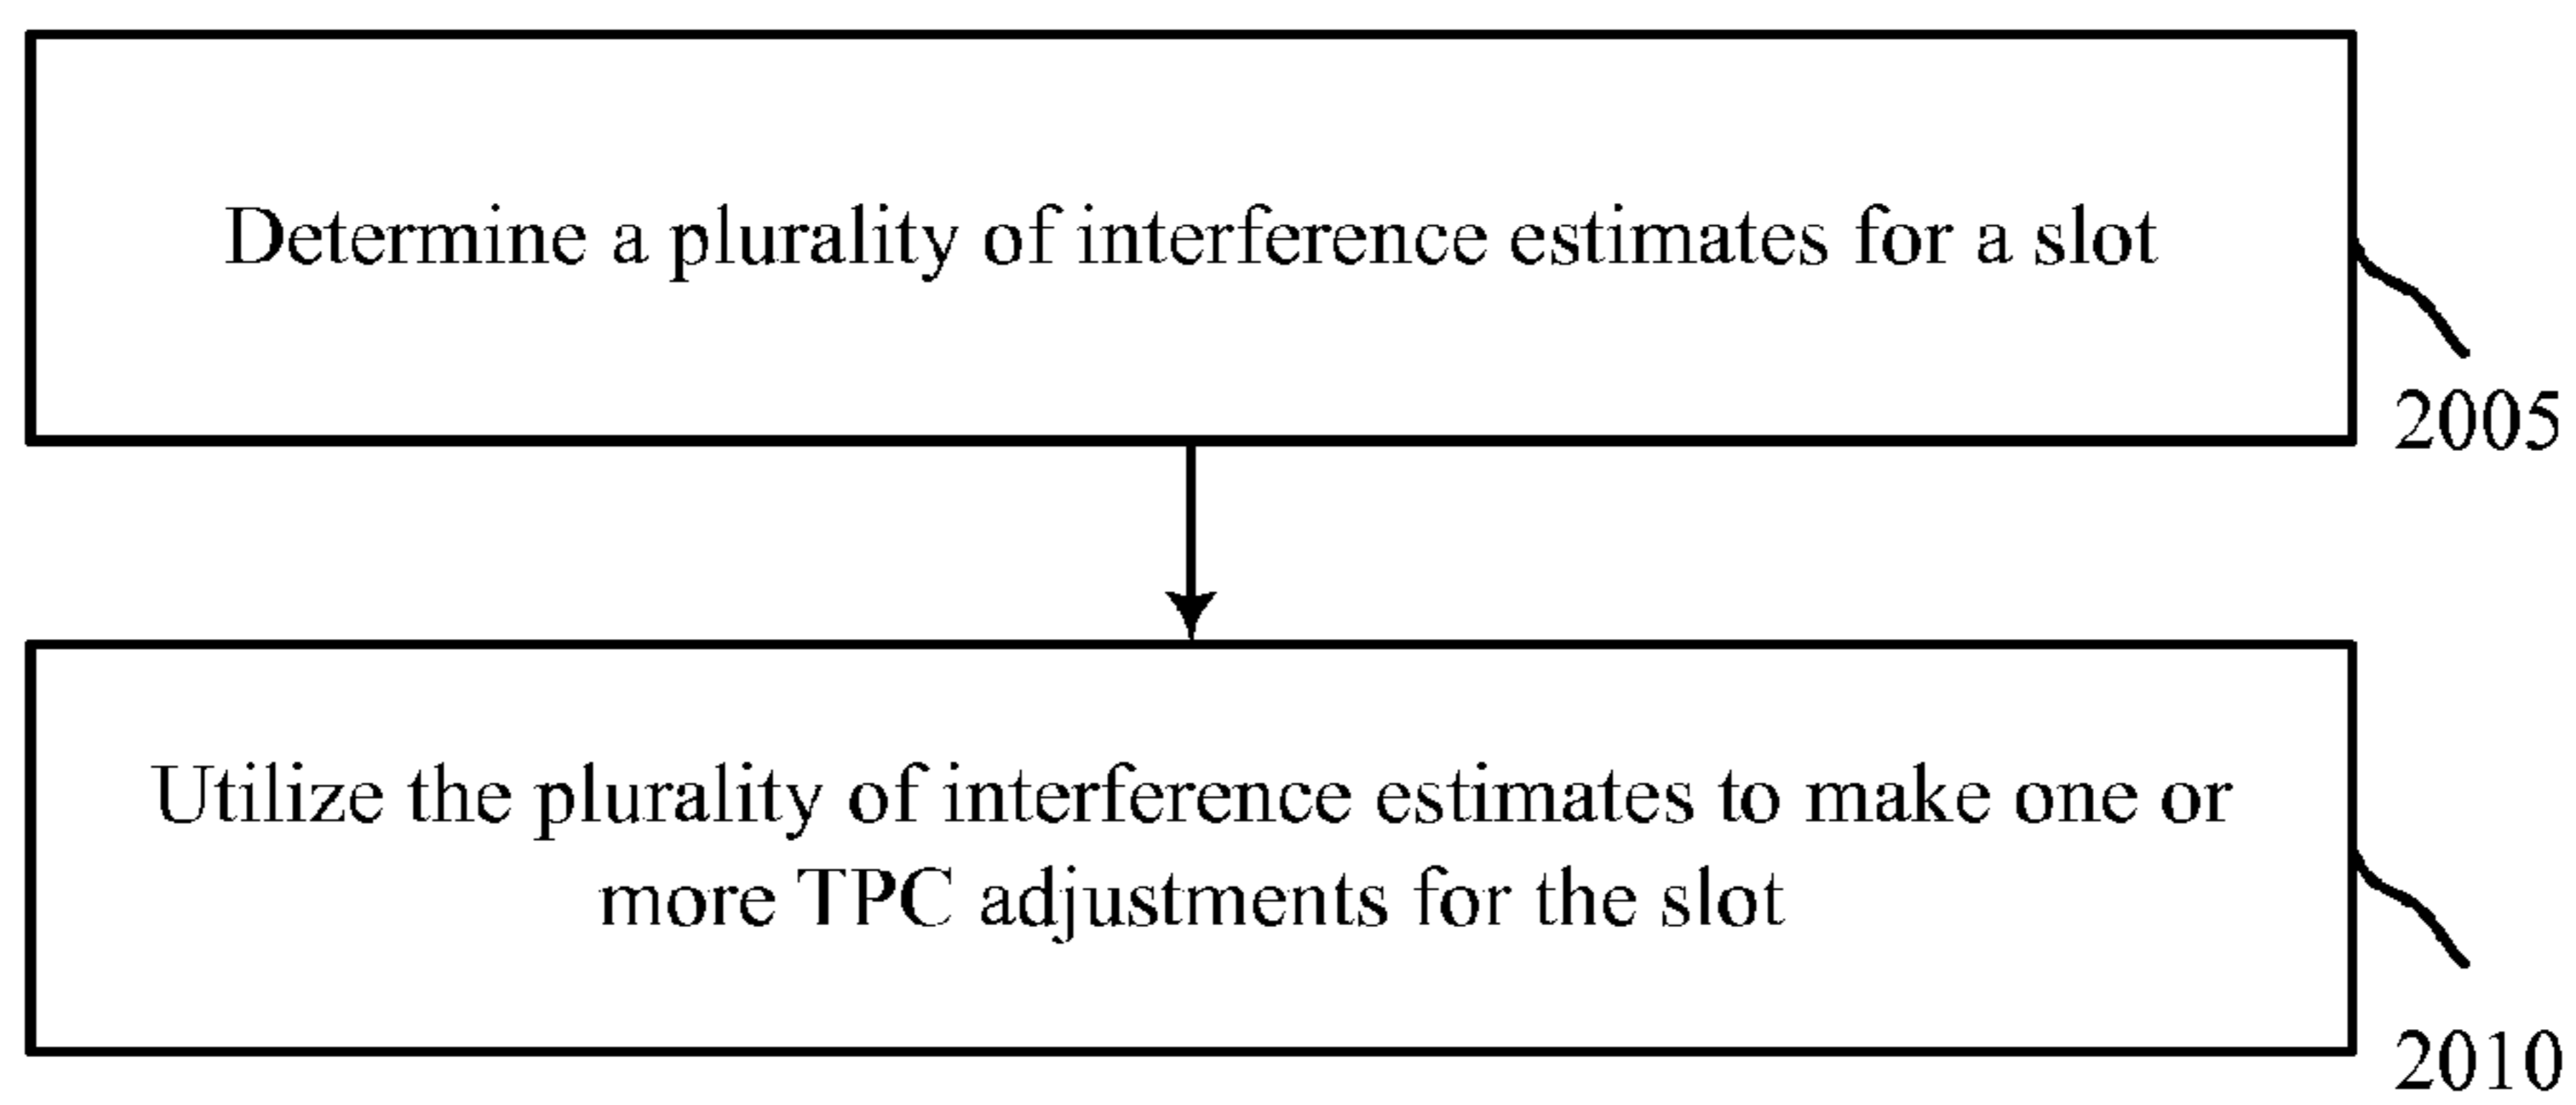 Determine a plurality of interference estimates for a slot
2005
Utilize the plurality of interference estimates to make one or
more TPC adjustments for the slot
2010